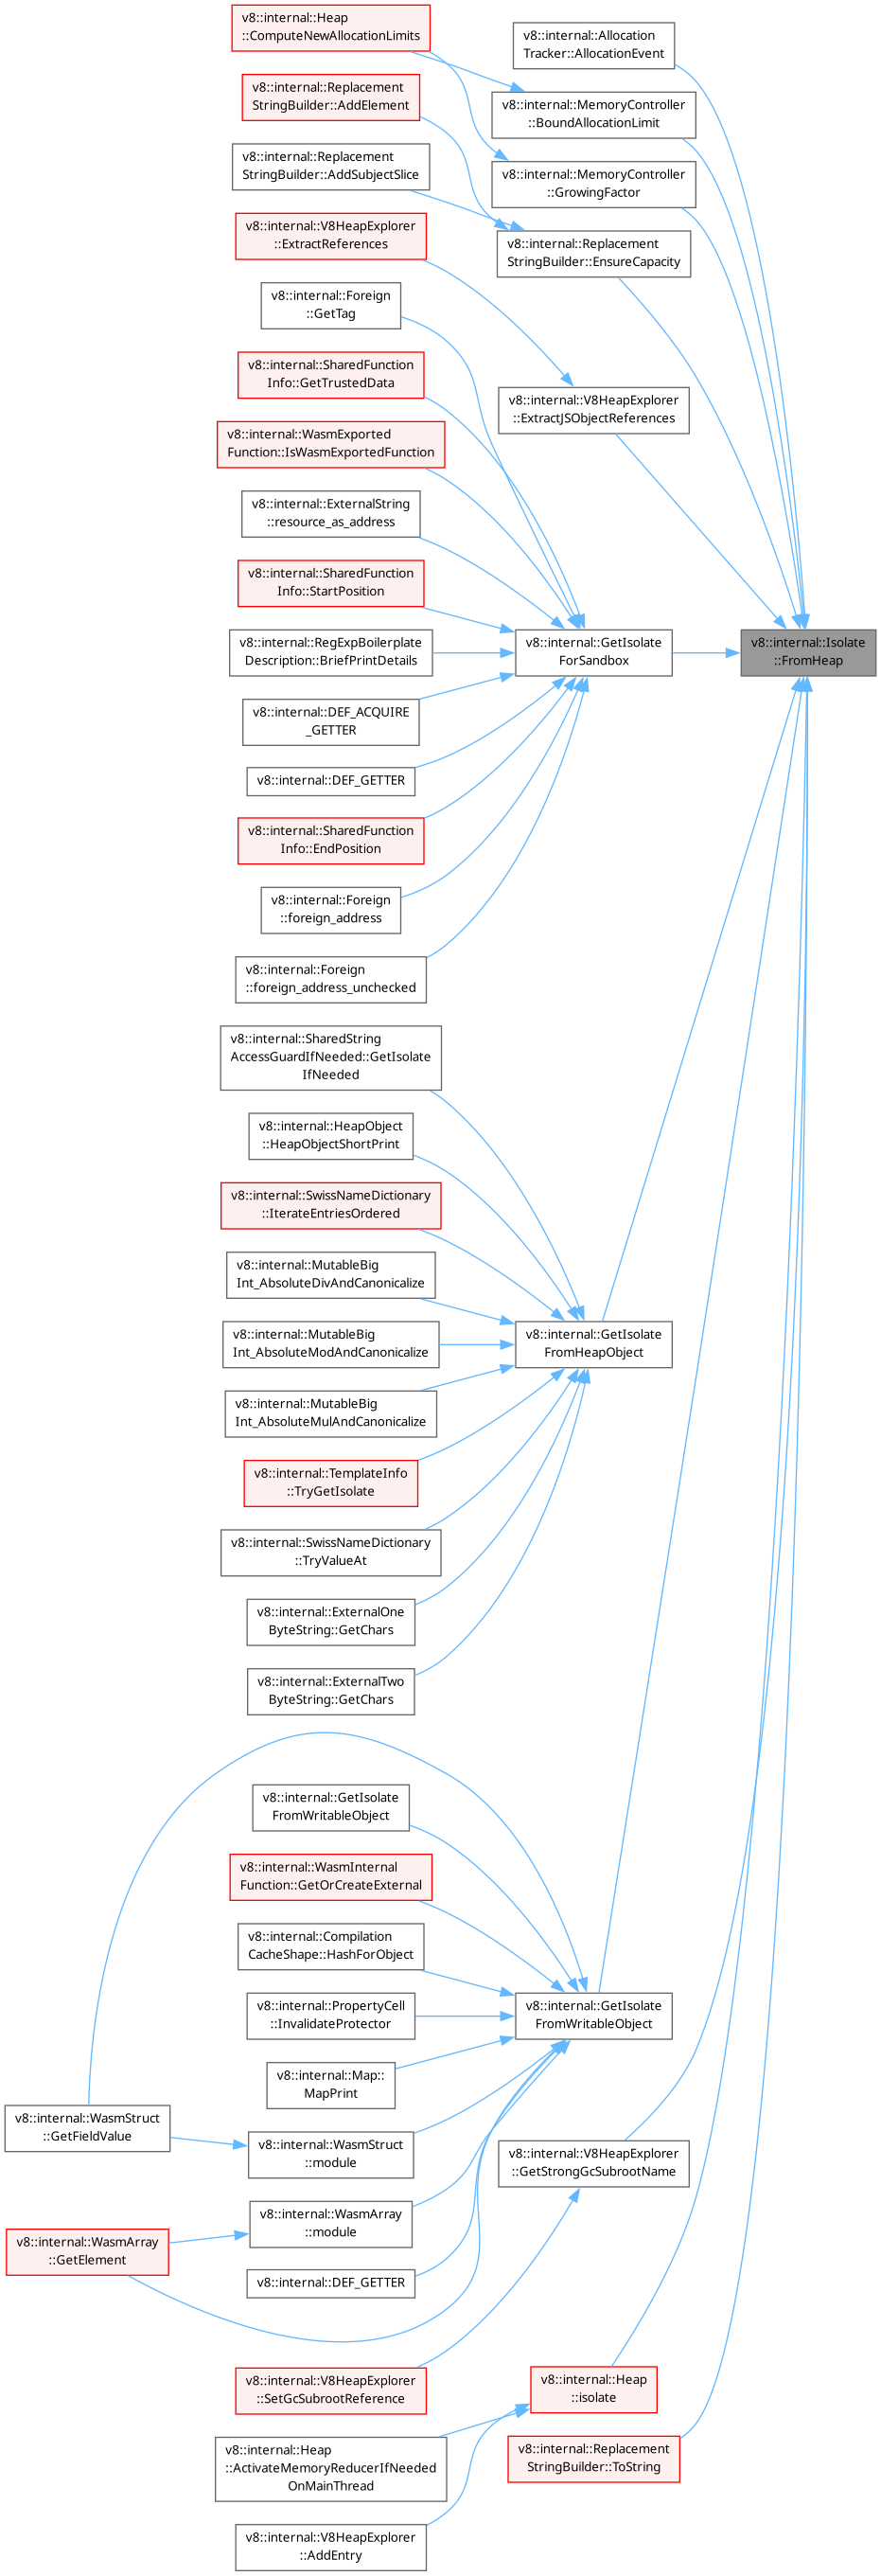 v8::internal::Heap
::ComputeNewAllocationLimits
v8::internal::Allocation
Tracker::AllocationEvent
v8::internal::Replacement
StringBuilder::AddElement
v8::internal::MemoryController
::BoundAllocationLimit
v8::internal::Replacement
StringBuilder::AddSubjectSlice
v8::internal::MemoryController
::GrowingFactor
v8::internal::V8HeapExplorer
::ExtractReferences
v8::internal::Replacement
StringBuilder::EnsureCapacity
v8::internal::Foreign
::GetTag
v8::internal::SharedFunction
Info::GetTrustedData
v8::internal::V8HeapExplorer
::ExtractJSObjectReferences
v8::internal::WasmExported
Function::IsWasmExportedFunction
v8::internal::ExternalString
::resource_as_address
v8::internal::SharedFunction
Info::StartPosition
v8::internal::RegExpBoilerplate
Description::BriefPrintDetails
v8::internal::GetIsolate
ForSandbox
v8::internal::Isolate
::FromHeap
v8::internal::DEF_ACQUIRE
_GETTER
v8::internal::DEF_GETTER
v8::internal::SharedFunction
Info::EndPosition
v8::internal::Foreign
::foreign_address
v8::internal::Foreign
::foreign_address_unchecked
v8::internal::SharedString
AccessGuardIfNeeded::GetIsolate
IfNeeded
v8::internal::HeapObject
::HeapObjectShortPrint
v8::internal::SwissNameDictionary
::IterateEntriesOrdered
v8::internal::MutableBig
Int_AbsoluteDivAndCanonicalize
v8::internal::MutableBig
Int_AbsoluteModAndCanonicalize
v8::internal::GetIsolate
FromHeapObject
v8::internal::MutableBig
Int_AbsoluteMulAndCanonicalize
v8::internal::TemplateInfo
::TryGetIsolate
v8::internal::SwissNameDictionary
::TryValueAt
v8::internal::ExternalOne
ByteString::GetChars
v8::internal::ExternalTwo
ByteString::GetChars
v8::internal::GetIsolate
FromWritableObject
v8::internal::WasmInternal
Function::GetOrCreateExternal
v8::internal::Compilation
CacheShape::HashForObject
v8::internal::PropertyCell
::InvalidateProtector
v8::internal::GetIsolate
FromWritableObject
v8::internal::Map::
MapPrint
v8::internal::WasmStruct
::GetFieldValue
v8::internal::WasmStruct
::module
v8::internal::V8HeapExplorer
::GetStrongGcSubrootName
v8::internal::WasmArray
::module
v8::internal::WasmArray
::GetElement
v8::internal::DEF_GETTER
v8::internal::V8HeapExplorer
::SetGcSubrootReference
v8::internal::Heap
::isolate
v8::internal::Heap
::ActivateMemoryReducerIfNeeded
OnMainThread
v8::internal::Replacement
StringBuilder::ToString
v8::internal::V8HeapExplorer
::AddEntry